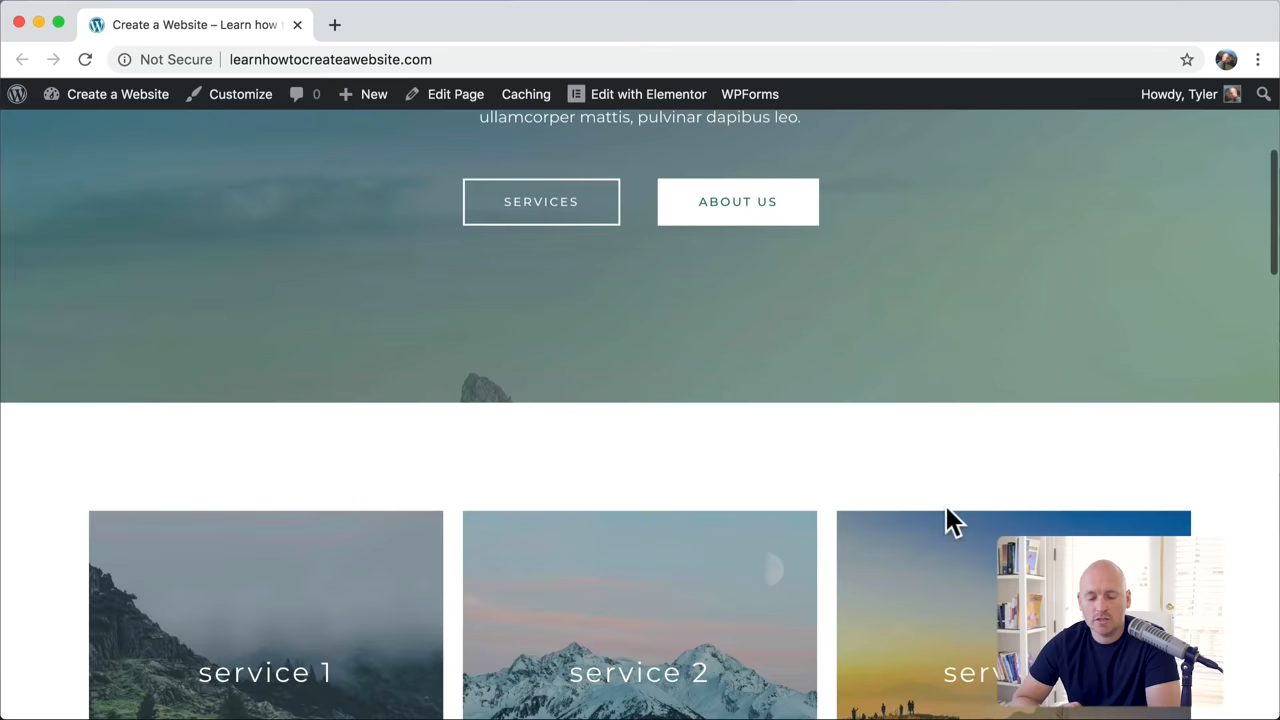 Create a Website – Learn how
Not Secure learnhowtocreateawebsite.com
Create a Website Customize 0 New Edit Page Caching Edit with Elementor WPForms Howdy, Tyler
ullamcorper mattis, pulvinar dapibus leo.
SERVICES ABOUT US
service 1 service 2